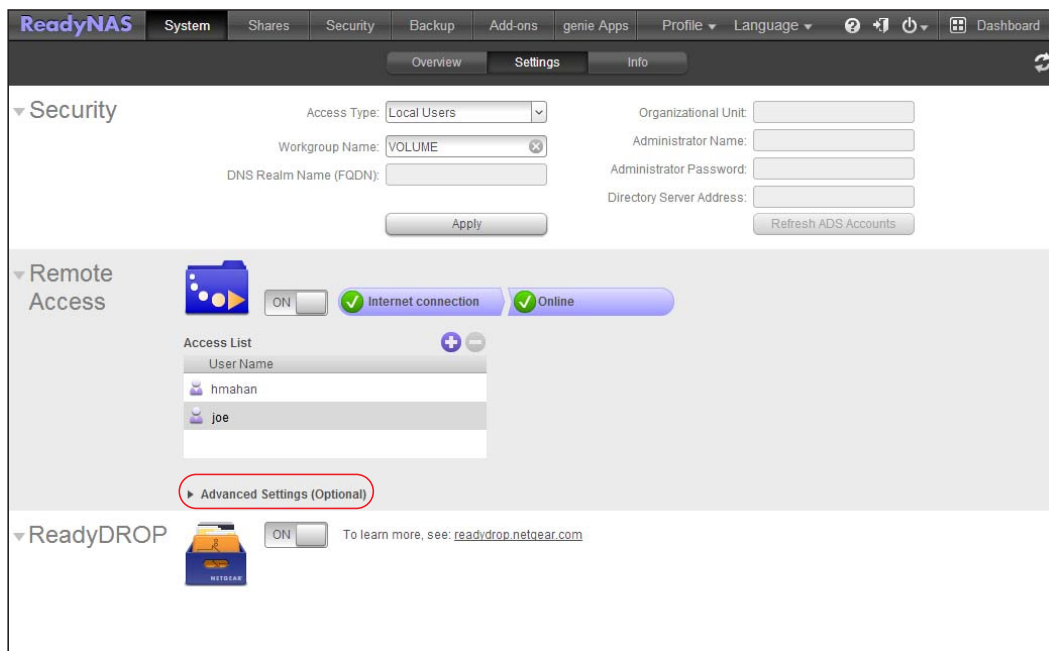 ReadyNAS System Shares Security Backup Add-ons genie Apps Profile Language Dashboard
Overview Settings Info
Security
Access Type: Local Users
Workgroup Name: VOLUME
DNS Realm Name (FQDN):
Apply
Organizational Unit:
Administrator Name:
Administrator Password:
Directory Server Address:
Refresh ADS Accounts
Remote
Access
ON Internet connection Online
Access List
User Name
hmahan
joe
Advanced Settings (Optional)
ReadyDROP
NETGEAR
ON To learn more, see: readydrop.netgear.com